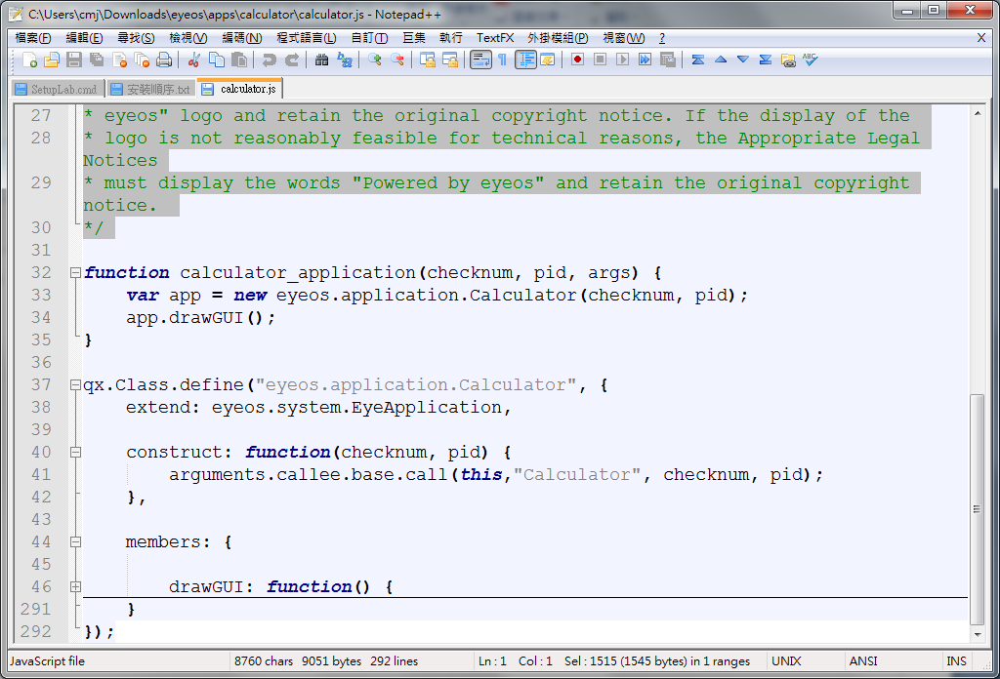 C:\Users\cmj\Downloads\eyeos\apps\calculator\calculator.js - Notepad++
檔案(F) 編輯(E) 尋找(S) 檢視(V) 編碼(N) 程式語言(L) 自訂(T) 巨集 執行 TextFX 外掛模組(P) 視窗(W) ? X
SetupLab.cmd 安裝順序.txt calculator.js
27 * eyeos" logo and retain the original copyright notice. If the display of the
28 * logo is not reasonably feasible for technical reasons, the Appropriate Legal
Notices
29 * must display the words "Powered by eyeos" and retain the original copyright
notice.
30 */
31
32 function calculator_application(checknum, pid, args) {
33 var app = new eyeos.application.Calculator(checknum, pid);
34 app.drawGUI();
35 }
36
37 qx.Class.define("eyeos.application.Calculator", {
38 extend: eyeos.system.EyeApplication,
39
40 construct: function(checknum, pid) {
41 arguments.callee.base.call(this,"Calculator", checknum, pid);
42 },
43
44 members: {
45
46 drawGUI: function() {
291 }
292 });
JavaScript file 8760 chars 9051 bytes 292 lines Ln : 1 Col : 1 Sel : 1515 (1545 bytes) in 1 ranges UNIX ANSI INS